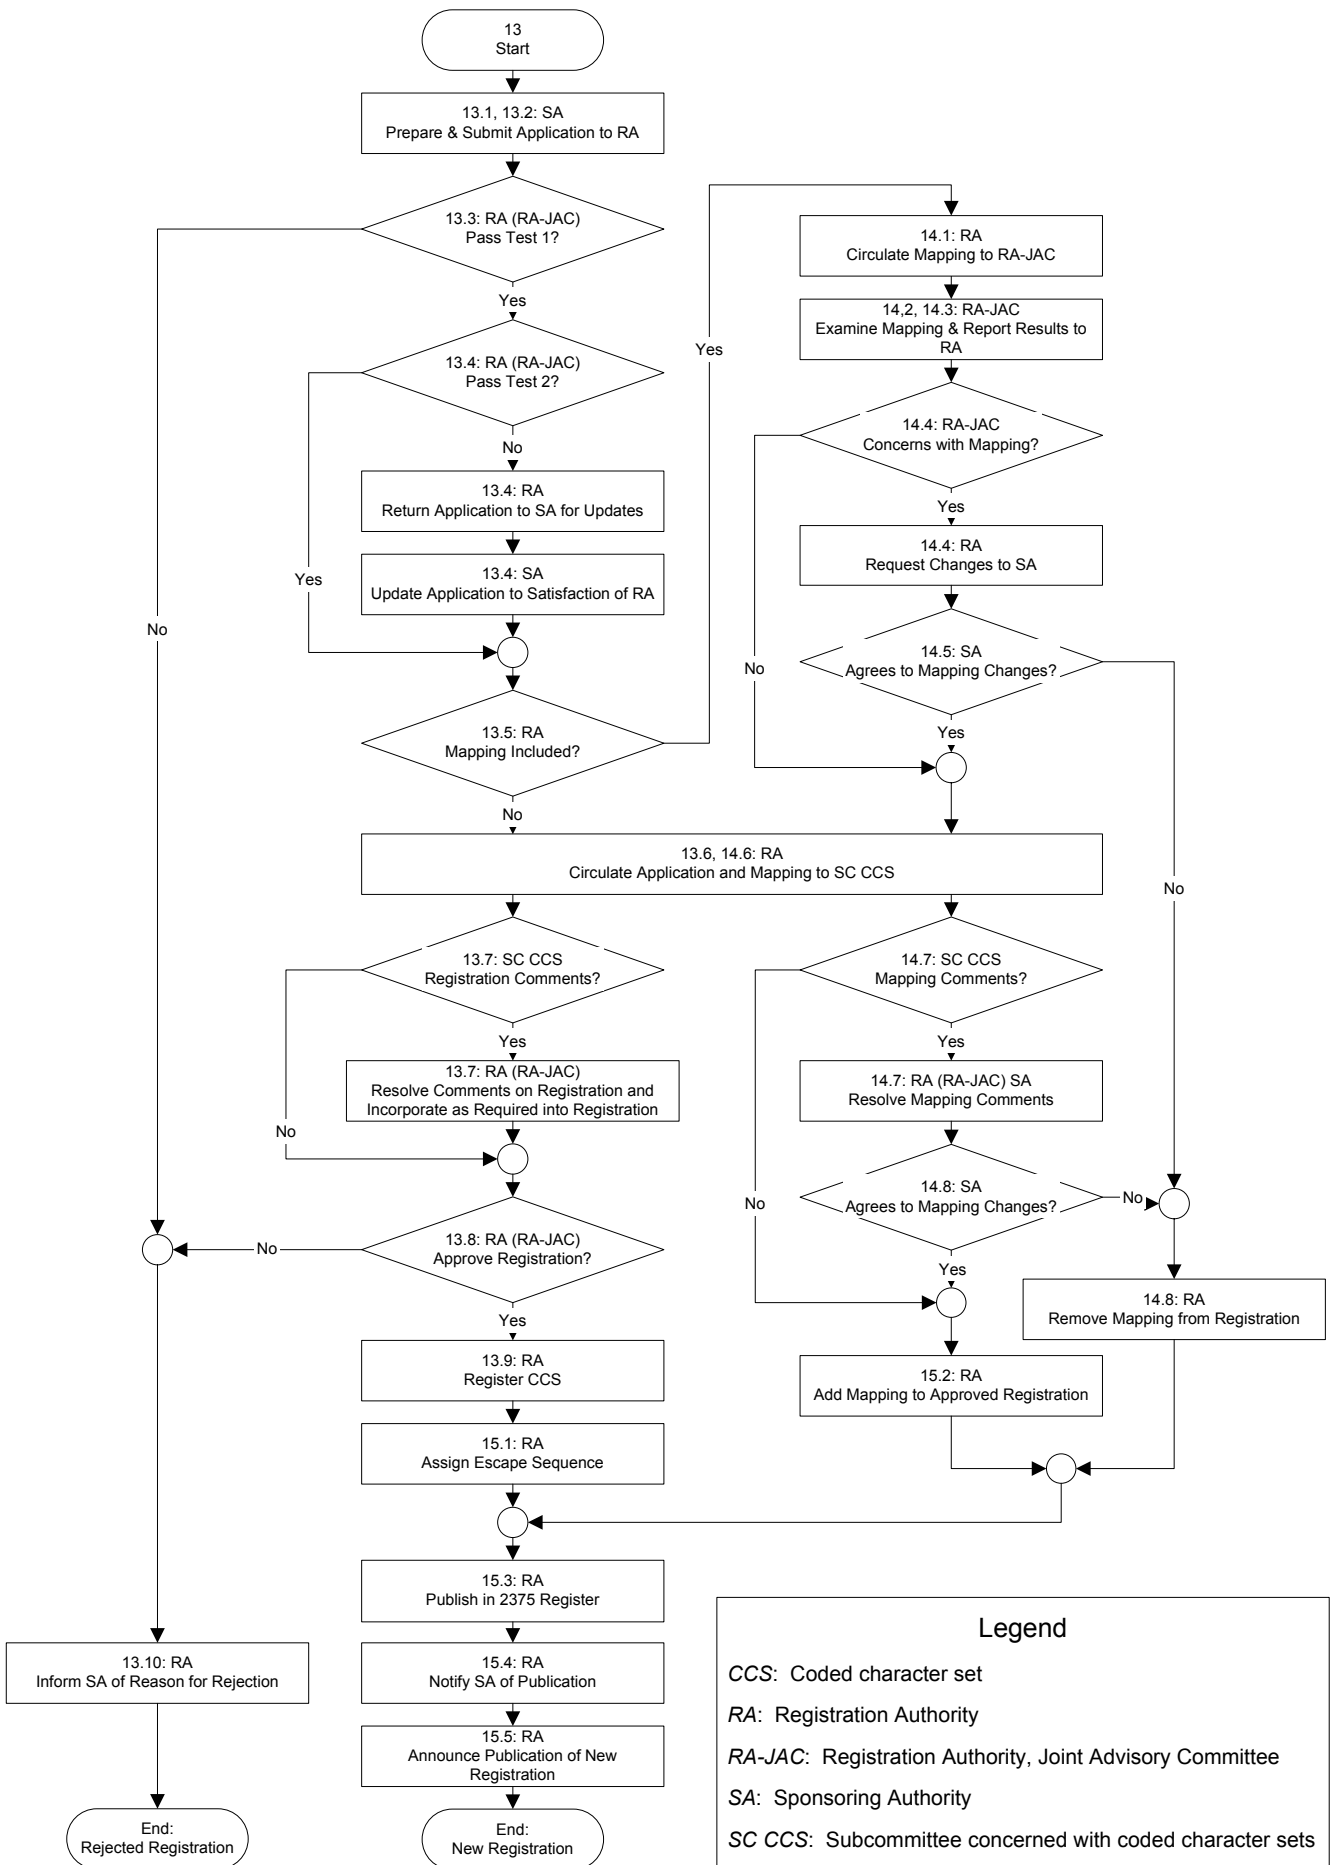 13
Start
13.1, 13.2: SA
Prepare & Submit Application to RA
13.3: RA (RA-JAC)
Pass Test 1?
No
Yes
13.4: RA (RA-JAC)
Pass Test 2?
Yes
No
13.4: RA
Return Application to SA for Updates
13.4: SA
Update Application to Satisfaction of RA
13.5: RA
Mapping Included?
Yes
No
14.1: RA
Circulate Mapping to RA-JAC
14,2, 14.3: RA-JAC
Examine Mapping & Report Results to
RA
14.4: RA-JAC
Concerns with Mapping?
No
Yes
14.4: RA
Request Changes to SA
14.5: SA
Agrees to Mapping Changes?
Yes
No
13.6, 14.6: RA
Circulate Application and Mapping to SC CCS
13.7: SC CCS
Registration Comments?
No
Yes
13.7: RA (RA-JAC)
Resolve Comments on Registration and
Incorporate as Required into Registration
13.8: RA (RA-JAC)
Approve Registration?
No
Yes
14.7: SC CCS
Mapping Comments?
No
Yes
14.7: RA (RA-JAC) SA
Resolve Mapping Comments
14.8: SA
Agrees to Mapping Changes?
No
Yes
14.8: RA
Remove Mapping from Registration
15.2: RA
Add Mapping to Approved Registration
13.9: RA
Register CCS
15.1: RA
Assign Escape Sequence
15.3: RA
Publish in 2375 Register
15.4: RA
Notify SA of Publication
15.5: RA
Announce Publication of New
Registration
End:
New Registration
13.10: RA
Inform SA of Reason for Rejection
End:
Rejected Registration
Legend
CCS: Coded character set
RA: Registration Authority
RA-JAC: Registration Authority, Joint Advisory Committee
SA: Sponsoring Authority
SC CCS: Subcommittee concerned with coded character sets